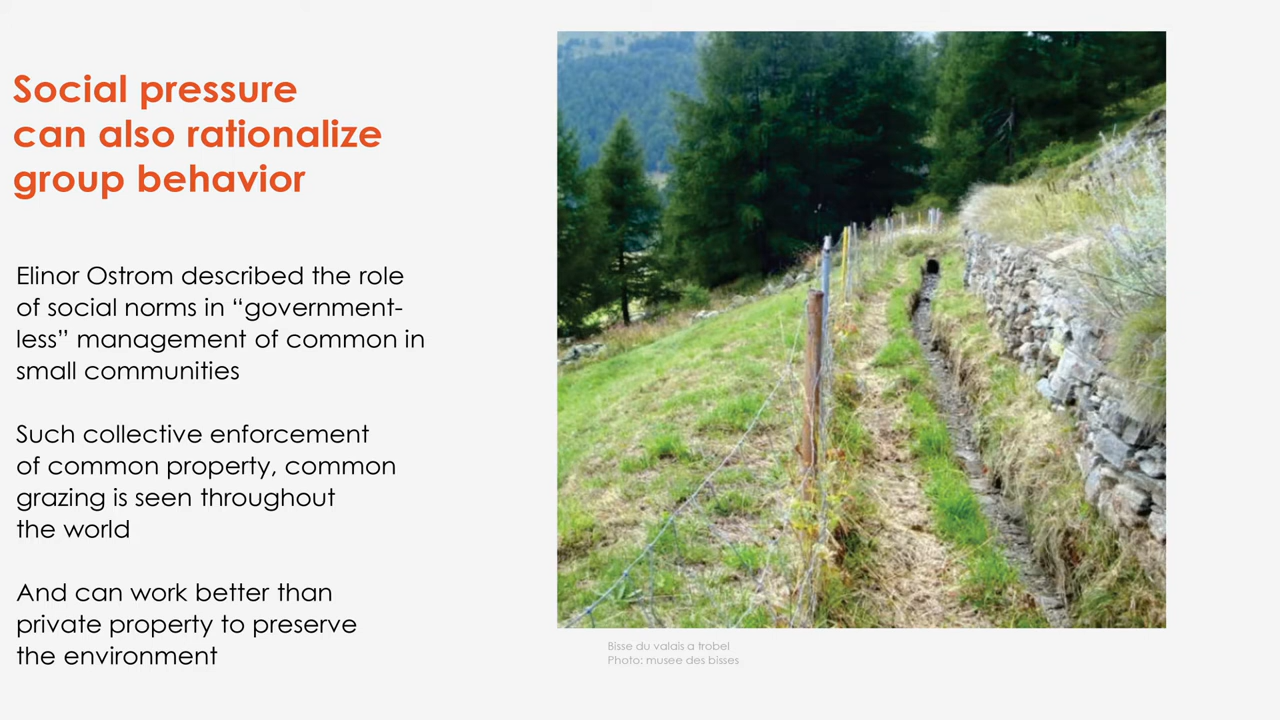 Social pressure
can also rationalize
group behavior
Elinor Ostrom described the role
of social norms in “government-
less” management of common in
small communities
Such collective enforcement
of common property, common
grazing is seen throughout
the world
And can work better than
private property to preserve
the environment
Bisse du valais a trobel
Photo: musee des bisses